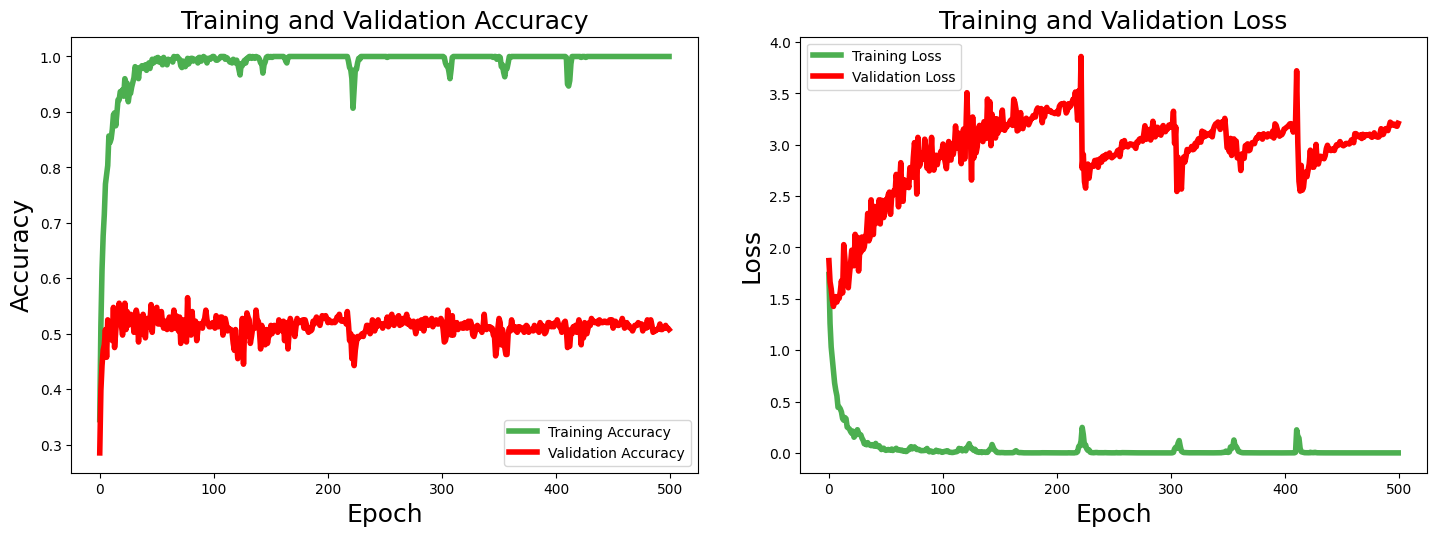 Training and Validation Accuracy
1.0
0.9
0.8
0.7
0.6
0.5
0.4
0.3
Accuracy
Training Accuracy
Validation Accuracy
0 100 200 300 400 500
Epoch
Training and Validation Loss
Training Loss
Validation Loss
4.0
3.5
3.0
2.5
2.0
1.5
1.0
0.5
0.0
Loss
0 100 200 300 400 500
Epoch